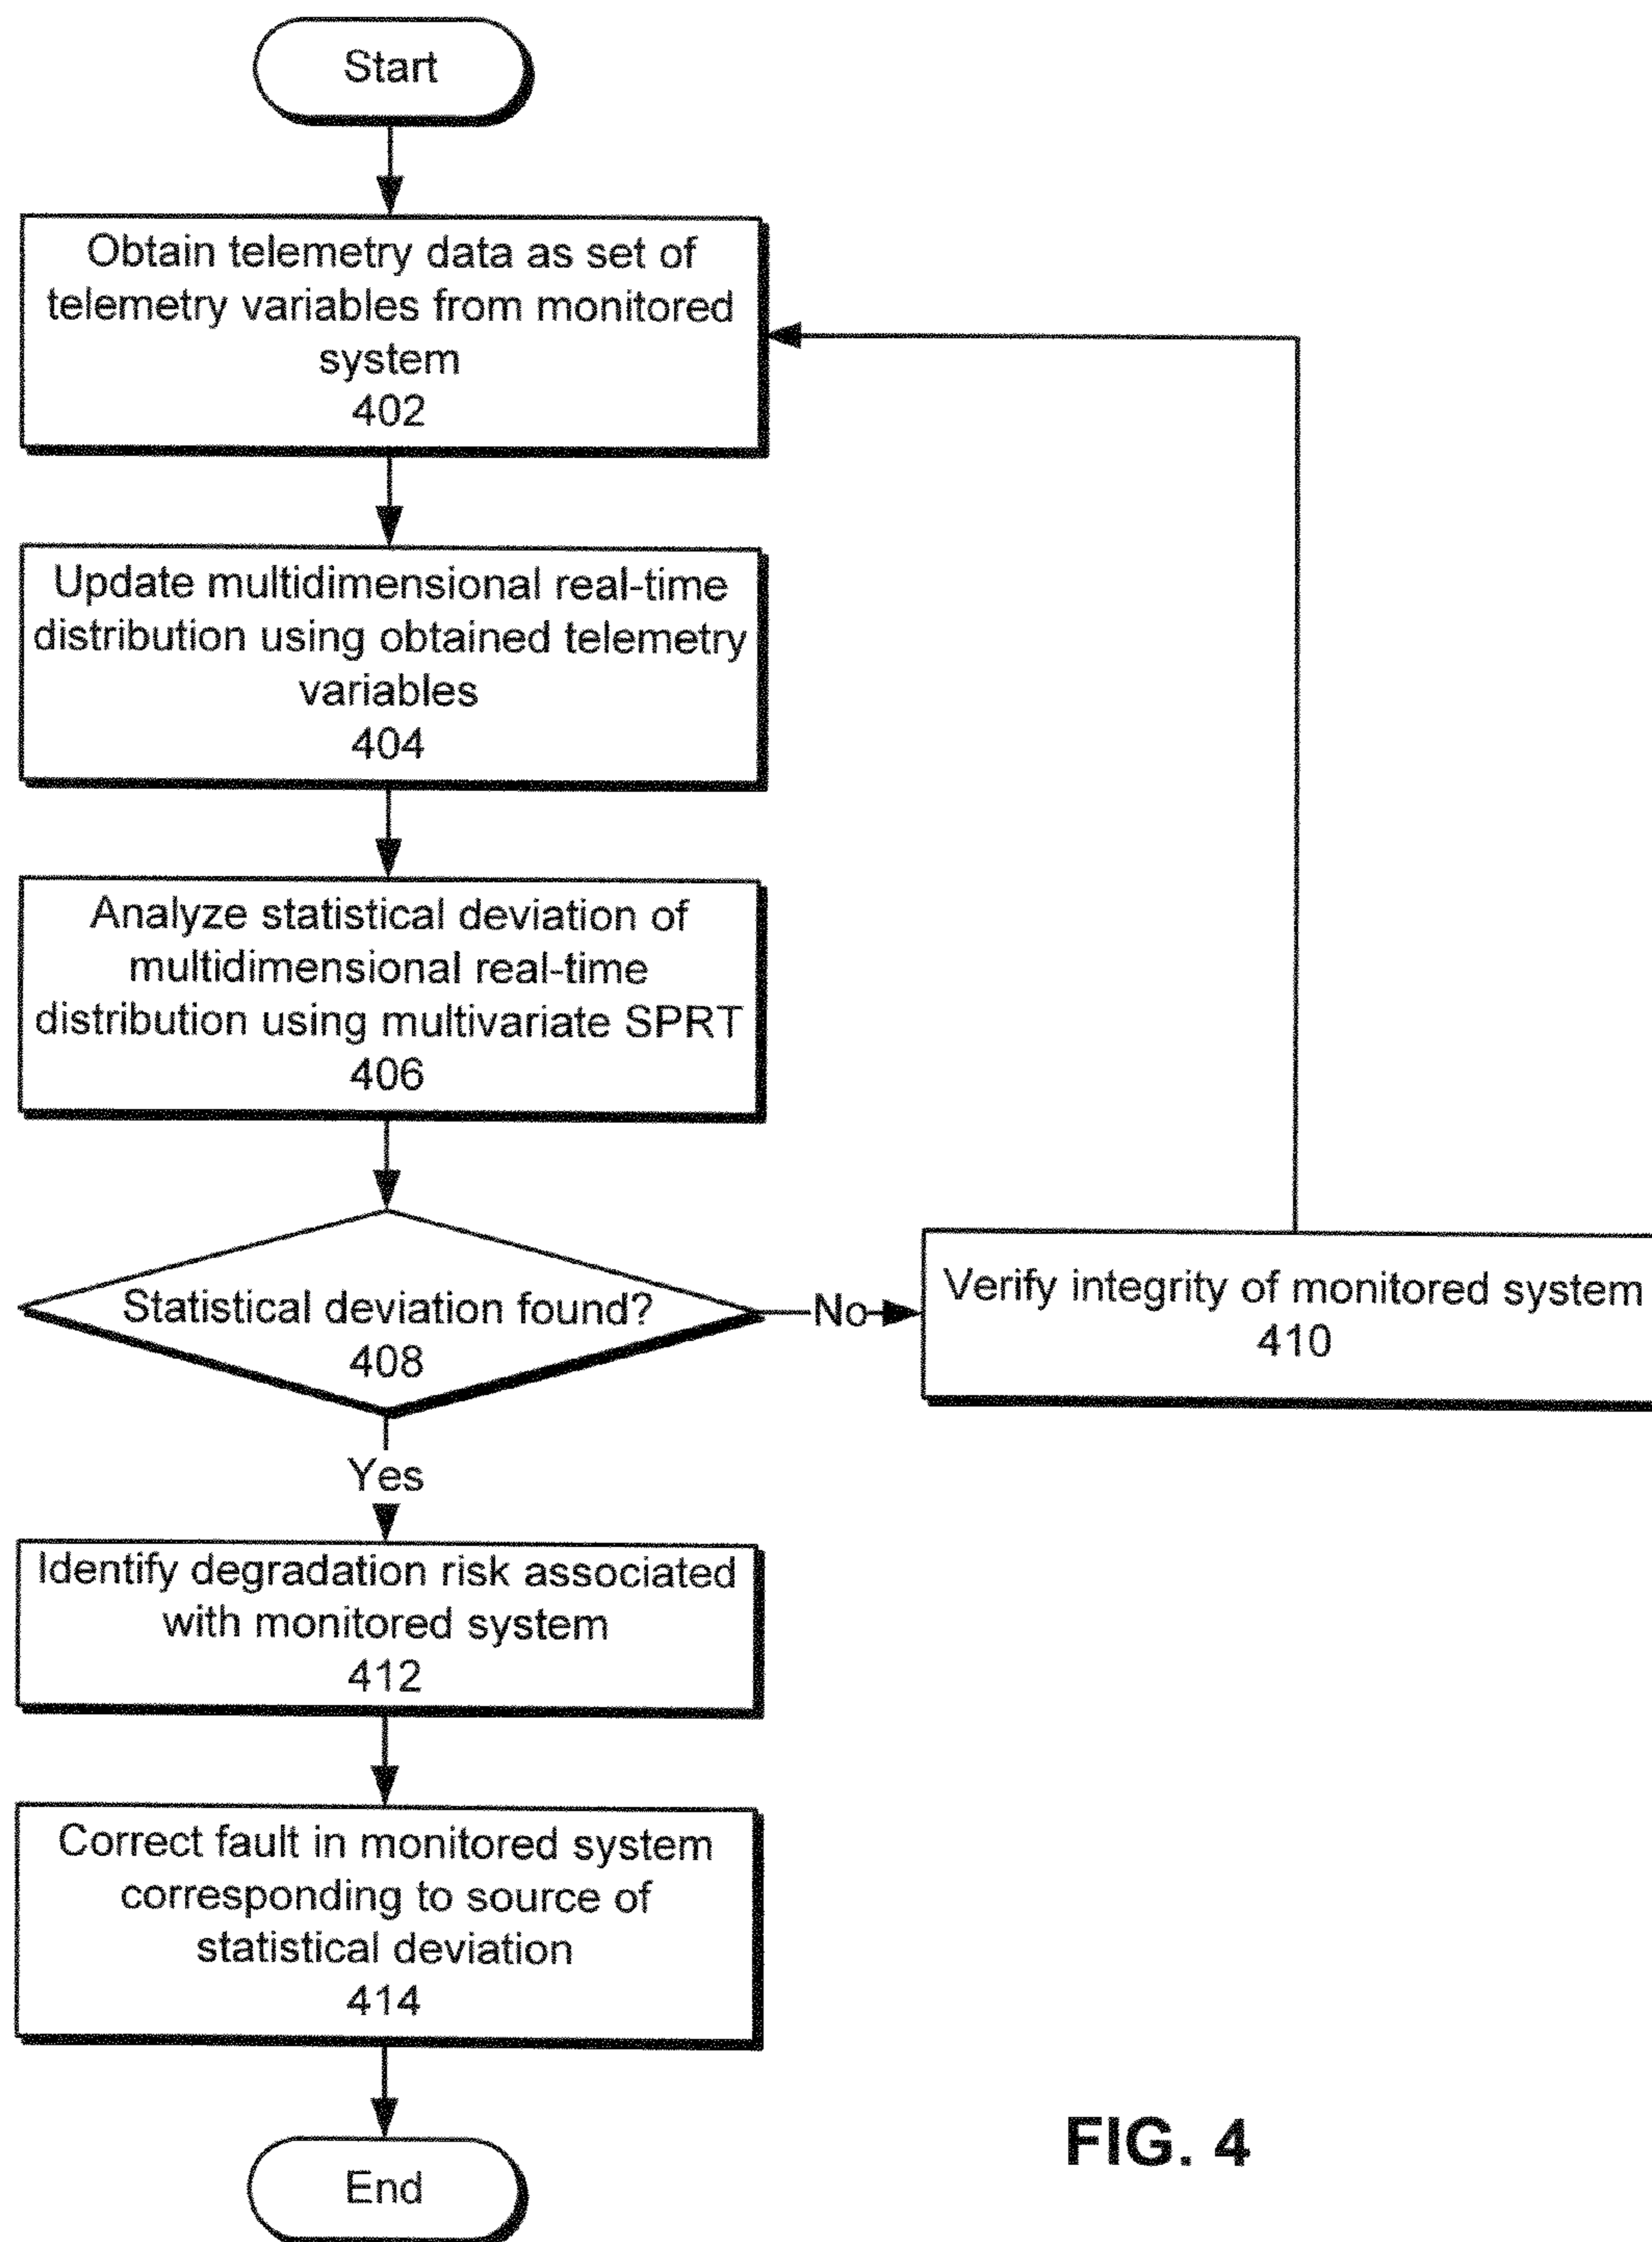 Start
Obtain telemetry data as set of
telemetry variables from monitored
system
402
Update multidimensional real-time
distribution using obtained telemetry
variables
404
Analyze statistical deviation of
multidimensional real-time
distribution using multivariate SPRT
406
Statistical deviation found?
408
No
Verify integrity of monitored system
410
Yes
Identify degradation risk associated
with monitored system
412
Correct fault in monitored system
corresponding to source of
statistical deviation
414
End
FIG. 4